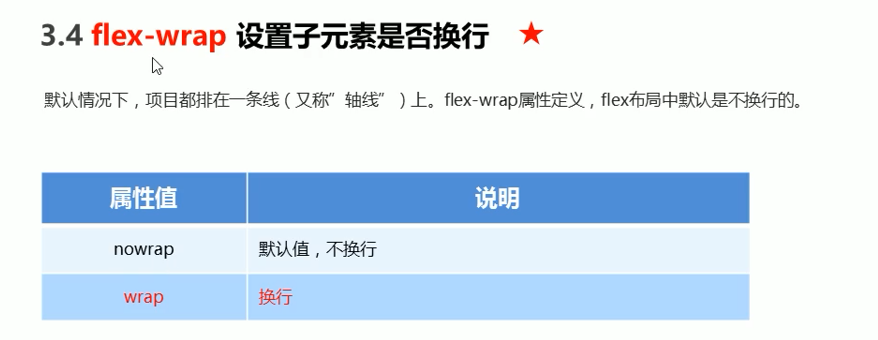 3.4 flex-wrap 设置子元素是否换行 ★
默认情况下，项目都排在一条线（又称”轴线”）上。flex-wrap属性定义，flex布局中默认是不换行的。
属性值 说明
nowrap 默认值，不换行
wrap 换行